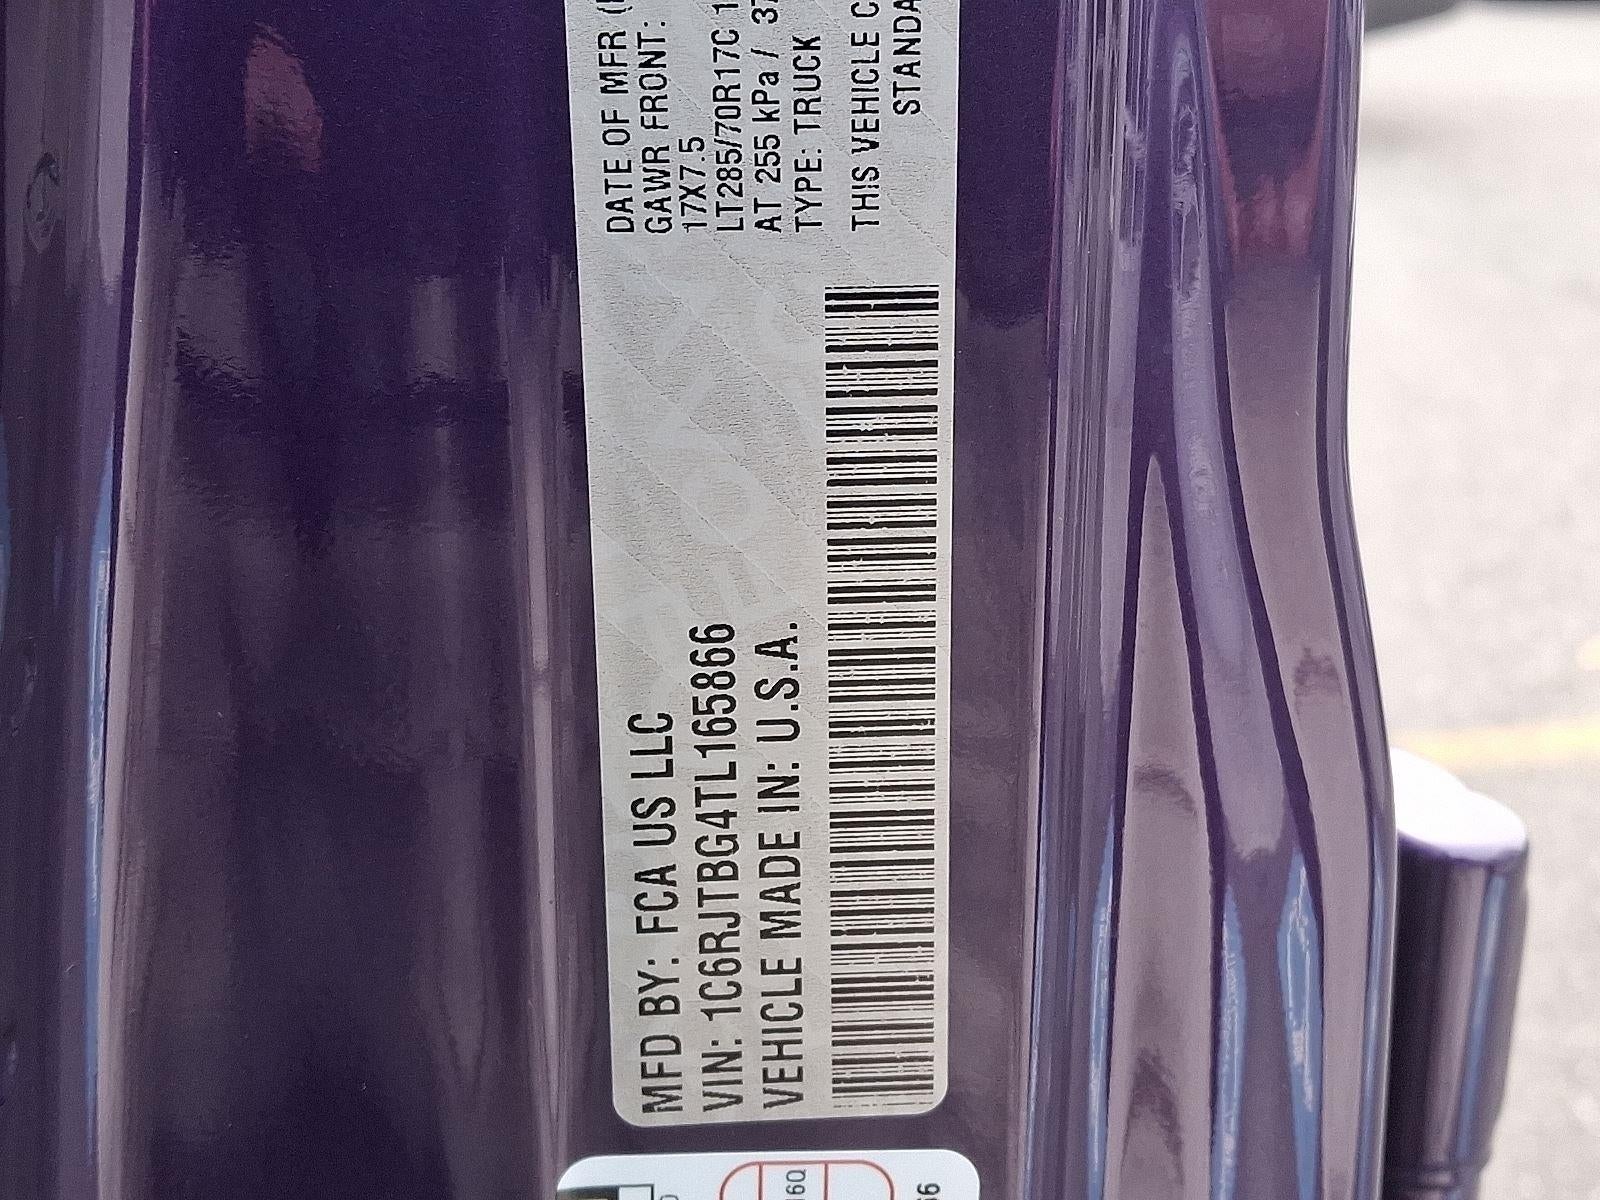 MFD BY: FCA US LLC
VIN: 1C6RJTBG4TL165866
VEHICLE MADE IN: U.S.A.
DATE OF MFR
GAWR FRONT:
17X7.5
LT285/70R17C
AT 255 kPa /
TYPE: TRUCK
THIS VEHICLE